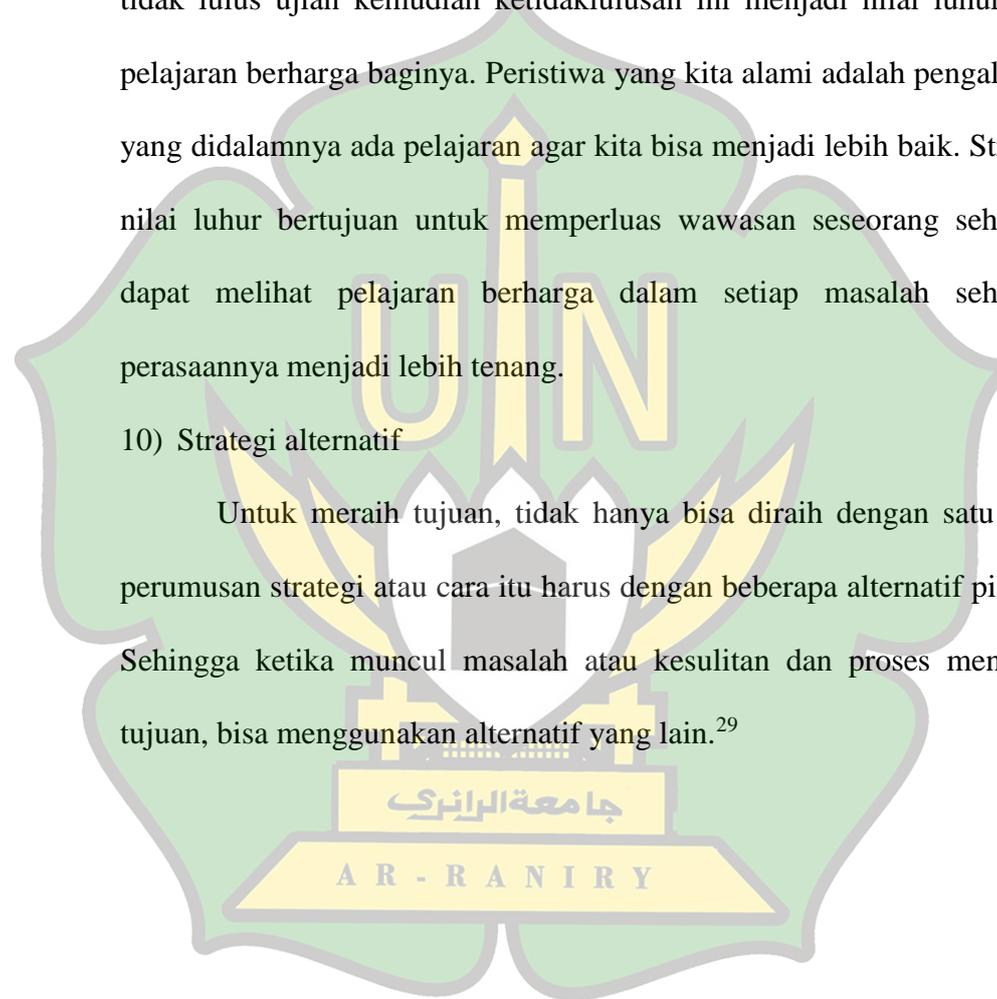 tidak lulus ujian kemudian ketidaklulusan ini menjadi nilai luhur
pelajaran berharga baginya. Peristiwa yang kita alami adalah pengal
yang didalamnya ada pelajaran agar kita bisa menjadi lebih baik. St
nilai luhur bertujuan untuk memperluas wawasan seseorang seh
dapat melihat pelajaran berharga dalam setiap masalah seh
perasaannya menjadi lebih tenang.
10) Strategi alternatif
Untuk meraih tujuan, tidak hanya bisa diraih dengan satu
perumusan strategi atau cara itu harus dengan beberapa alternatif pi
Sehingga ketika muncul masalah atau kesulitan dan proses men
tujuan, bisa menggunakan alternatif yang lain.29
UIN
جامعة الرانري
AR-RANIRY